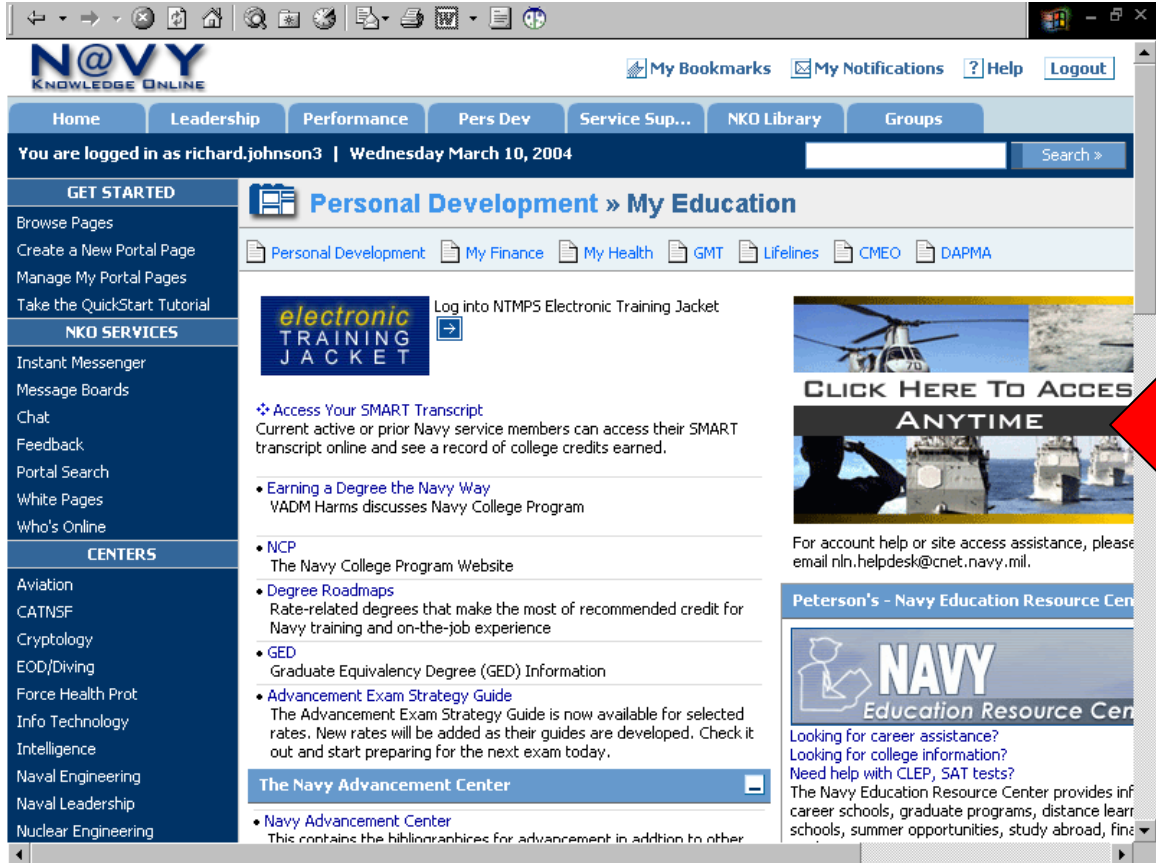 N@VY
KNOWLEDGE ONLINE
My Bookmarks My Notifications ? Help Logout
Home Leadership Performance Pers Dev Service Sup... NKO Library Groups
You are logged in as richard.johnson3 | Wednesday March 10, 2004
Search »
GET STARTED
Browse Pages
Create a New Portal Page
Manage My Portal Pages
Take the QuickStart Tutorial
NKO SERVICES
Instant Messenger
Message Boards
Chat
Feedback
Portal Search
White Pages
Who's Online
CENTERS
Aviation
CATNSF
Cryptology
EOD/Diving
Force Health Prot
Info Technology
Intelligence
Naval Engineering
Naval Leadership
Nuclear Engineering
Personal Development » My Education
Personal Development My Finance My Health GMT Lifelines CMEO DAPMA
electronic
TRAINING
JACKET
Log into NTMPS Electronic Training Jacket
Access Your SMART Transcript
Current active or prior Navy service members can access their SMART
transcript online and see a record of college credits earned.
• Earning a Degree the Navy Way
VADM Harms discusses Navy College Program
• NCP
The Navy College Program Website
• Degree Roadmaps
Rate-related degrees that make the most of recommended credit for
Navy training and on-the-job experience
• GED
Graduate Equivalency Degree (GED) Information
• Advancement Exam Strategy Guide
The Advancement Exam Strategy Guide is now available for selected
rates. New rates will be added as their guides are developed. Check it
out and start preparing for the next exam today.
The Navy Advancement Center
• Navy Advancement Center
This contains the bibliographices for advancement in addtion to other
70
CLICK HERE TO ACCES
ANYTIME
For account help or site access assistance, please
email nln.helpdesk@cnet.navy.mil.
Peterson's - Navy Education Resource Cen
NAVY
Education Resource Cen
Looking for career assistance?
Looking for college information?
Need help with CLEP, SAT tests?
The Navy Education Resource Center provides inf
career schools, graduate programs, distance learn
schools, summer opportunities, study abroad, fina